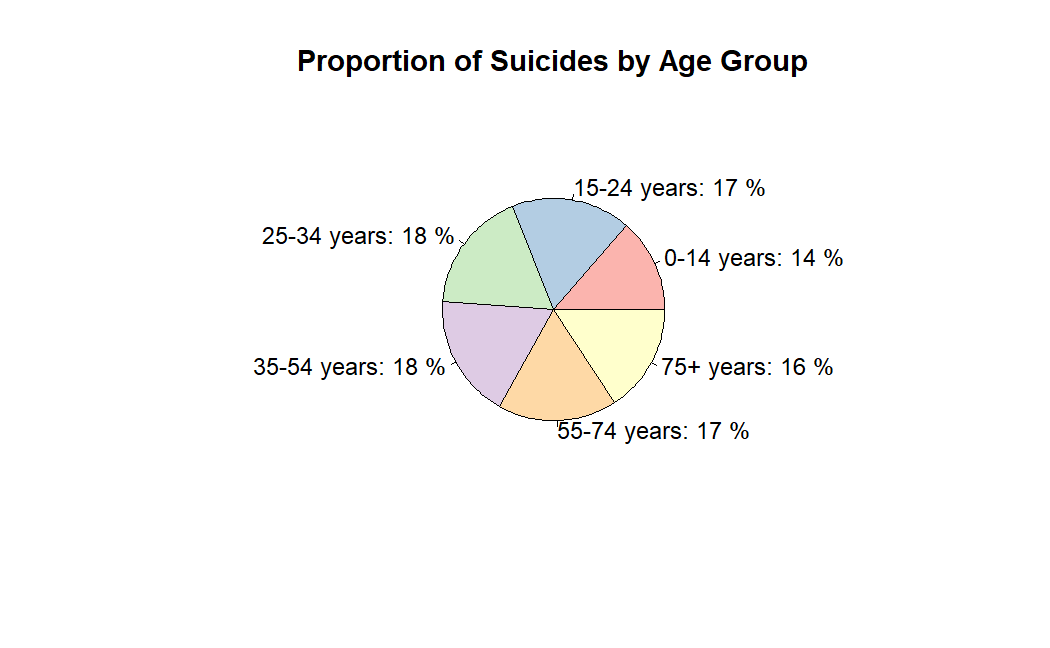 Proportion of Suicides by Age Group
15-24 years: 17 %
25-34 years: 18 %
0-14 years: 14 %
35-54 years: 18 %
75+ years: 16 %
55-74 years: 17 %